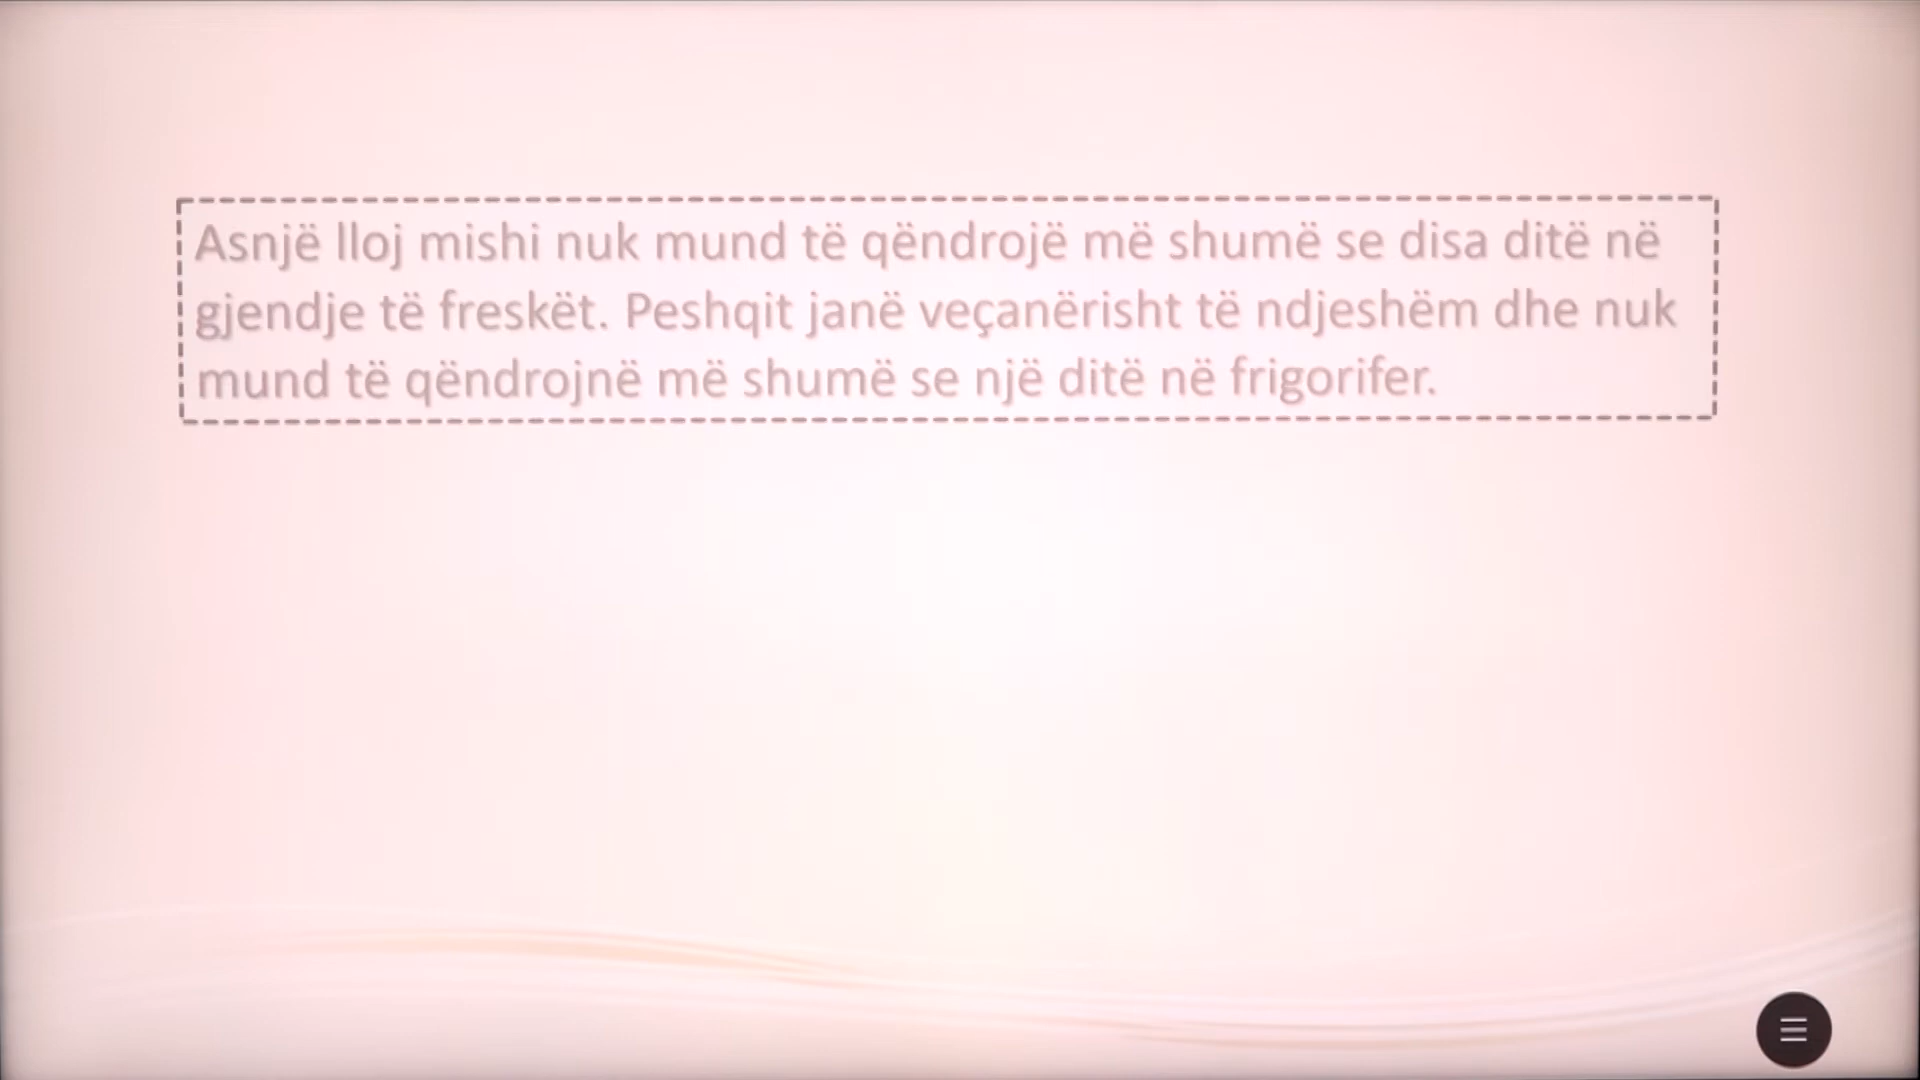 Asnjë lloj mishi nuk mund të qëndrojë më shumë se disa ditë në
gjendje të freskët. Peshqit janë veçanërisht të ndjeshëm dhe nuk
mund të qëndrojnë më shumë se një ditë në frigorifer.